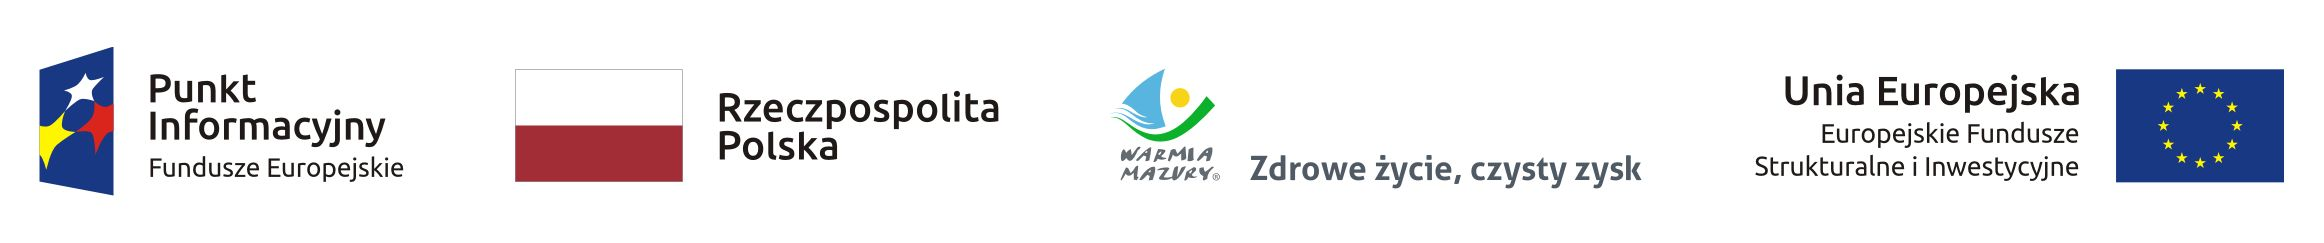 Punkt
Informacyjny
Fundusze Europejskie
Rzeczpospolita
Polska
WARMIA
MAZURY®
Zdrowe życie, czysty zysk
Unia Europejska
Europejskie Fundusze
Strukturalne i Inwestycyjne